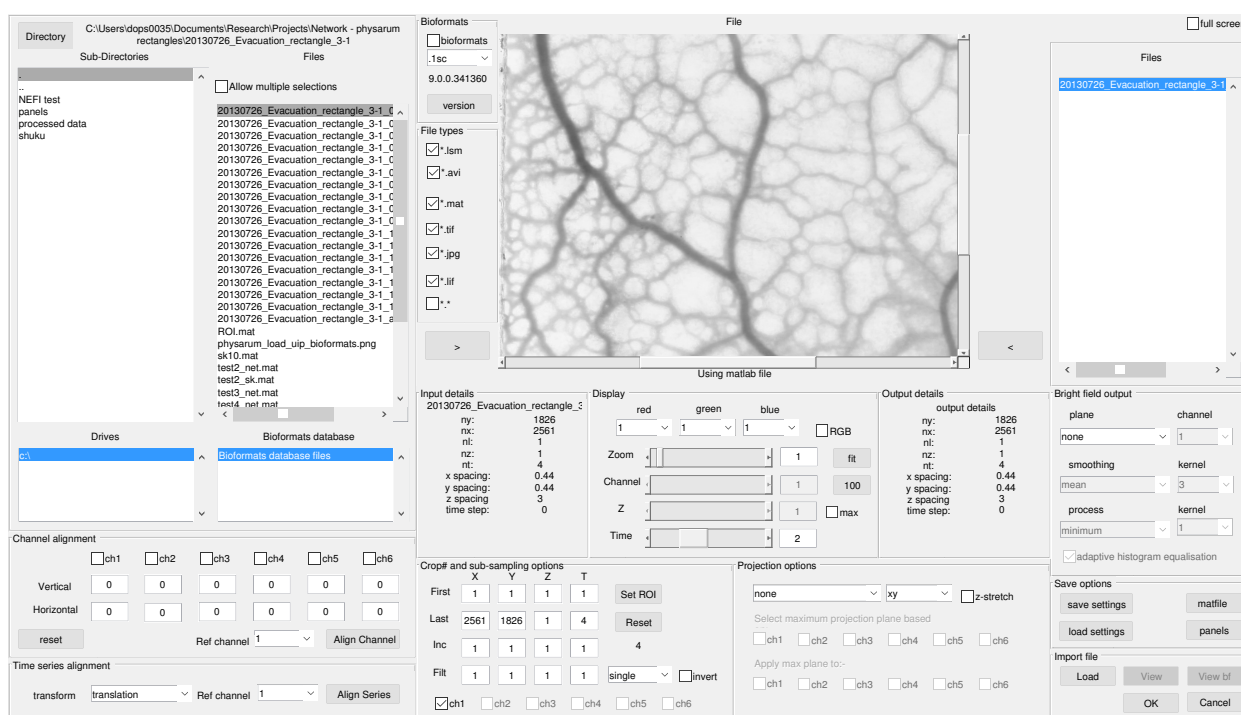 Directory
C:\Users\dops0035\Documents\Research\Projects\Network - physarum
rectangles\20130726_Evacuation_rectangle_3-1
Sub-Directories
.
..
NEFI test
panels
processed data
shuku
Files
Allow multiple selections
20130726_Evacuation_rectangle_3-1_0
20130726_Evacuation_rectangle_3-1_0
20130726_Evacuation_rectangle_3-1_0
20130726_Evacuation_rectangle_3-1_0
20130726_Evacuation_rectangle_3-1_0
20130726_Evacuation_rectangle_3-1_0
20130726_Evacuation_rectangle_3-1_0
20130726_Evacuation_rectangle_3-1_0
20130726_Evacuation_rectangle_3-1_0
20130726_Evacuation_rectangle_3-1_0
20130726_Evacuation_rectangle_3-1_1
20130726_Evacuation_rectangle_3-1_1
20130726_Evacuation_rectangle_3-1_1
20130726_Evacuation_rectangle_3-1_1
20130726_Evacuation_rectangle_3-1_1
20130726_Evacuation_rectangle_3-1_1
20130726_Evacuation_rectangle_3-1_1
20130726_Evacuation_rectangle_3-1_a
ROI.mat
physarum_load_uip_bioformats.png
sk10.mat
test2_net.mat
test2_sk.mat
test3_net.mat
test4_net.mat
Drives
c:\
Bioformats database
Bioformats database files
Bioformats
bioformats
.1sc
9.0.0.341360
version
File types
*.lsm
*.avi
*.mat
*.tif
*.jpg
*.lif
*.*
>
File
Using matlab file
<
full scree
Files
20130726_Evacuation_rectangle_3-1
Input details
20130726_Evacuation_rectangle_3
ny: 1826
nx: 2561
nl: 1
nz: 1
nt: 4
x spacing: 0.44
y spacing: 0.44
z spacing 3
time step: 0
Display
red green blue
1 1 1 RGB
Zoom 1 fit
Channel 1 100
Z 1 max
Time 2
Output details
output details
ny: 1826
nx: 2561
nl: 1
nz: 1
nt: 4
x spacing: 0.44
y spacing: 0.44
z spacing 3
time step: 0
Bright field output
plane channel
none 1
smoothing kernel
mean 3
process kernel
minimum 1
adaptive histogram equalisation
Channel alignment
ch1 ch2 ch3 ch4 ch5 ch6
Vertical 0 0 0 0 0 0
Horizontal 0 0 0 0 0 0
reset Ref channel 1 Align Channel
Time series alignment
transform translation Ref channel 1 Align Series
Crop# and sub-sampling options
X Y Z T
First 1 1 1 1 Set ROI
Last 2561 1826 1 4 Reset
Inc 1 1 1 1 4
Filt 1 1 1 1 single invert
ch1 ch2 ch3 ch4 ch5 ch6
Projection options
none xy z-stretch
Select maximum projection plane based
ch1 ch2 ch3 ch4 ch5 ch6
Apply max plane to:-
ch1 ch2 ch3 ch4 ch5 ch6
Save options
save settings matfile
load settings panels
Import file
Load View View bf
OK Cancel